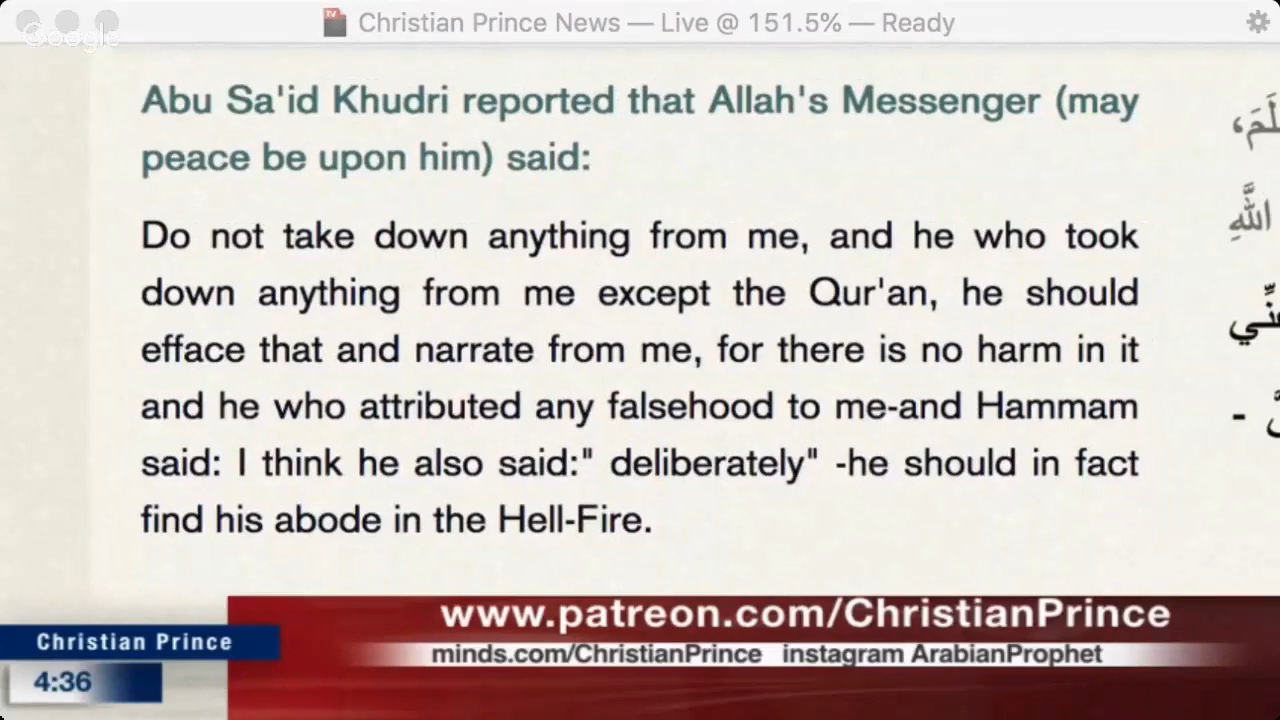 Christian Prince News — Live @ 151.5% — Ready
Google
Abu Sa'id Khudri reported that Allah's Messenger (may
peace be upon him) said:
Do not take down anything from me, and he who took
down anything from me except the Qur'an, he should
efface that and narrate from me, for there is no harm in it
and he who attributed any falsehood to me-and Hammam
said: I think he also said:" deliberately" -he should in fact
find his abode in the Hell-Fire.
اللَّهِ
www.patreon.com/ChristianPrince
Christian Prince
minds.com/ChristianPrince instagram ArabianProphet
4:36